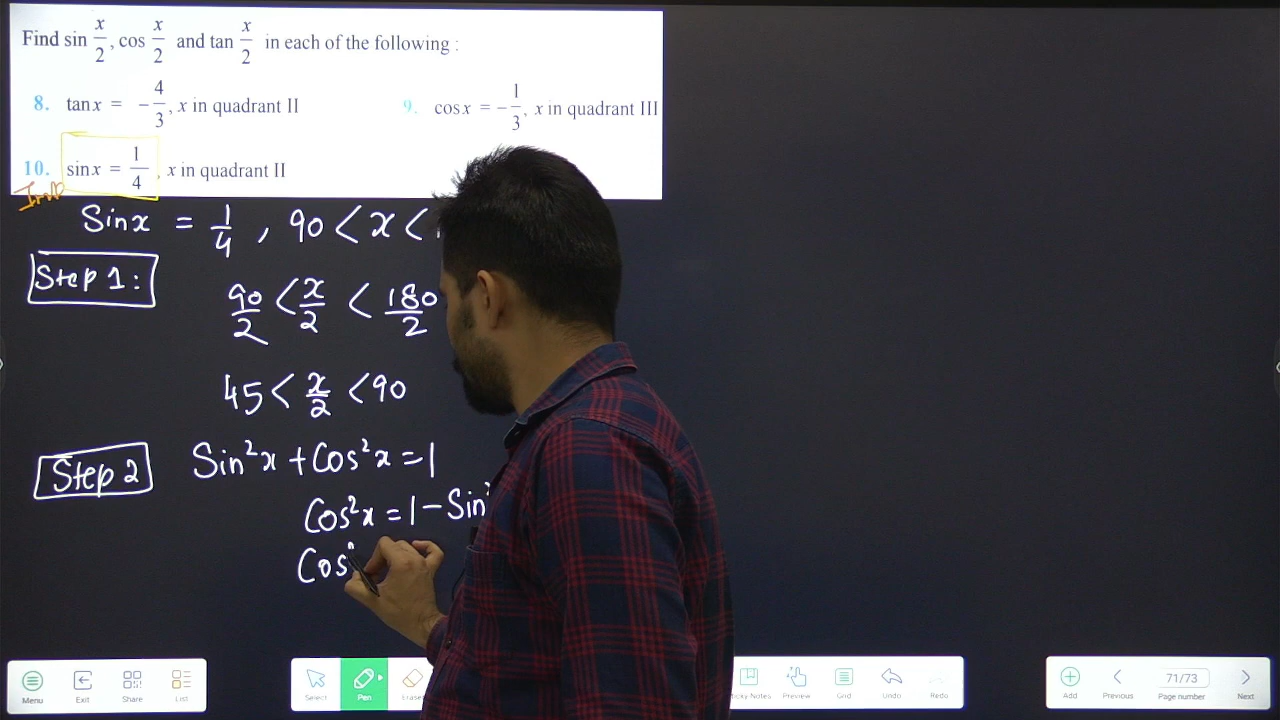 Find sin x/2, cos x/2 and tan x/2 in each of the following :
8. tan x = − 4/3, x in quadrant II
9. cos x = − 1/3, x in quadrant III
10. sin x = 1/4, x in quadrant II
Sinx = 1/4 , 90 < x <
Step 1:
90/2 < x/2 < 180/2
45 < x/2 < 90
Step 2 Sin²x + Cos²x = 1
Cos²x = 1 − Sin
Cos
Menu Exit Share List Select Pen Sticky Notes Preview Grid Undo Redo Add Previous 71/73 Page number Next